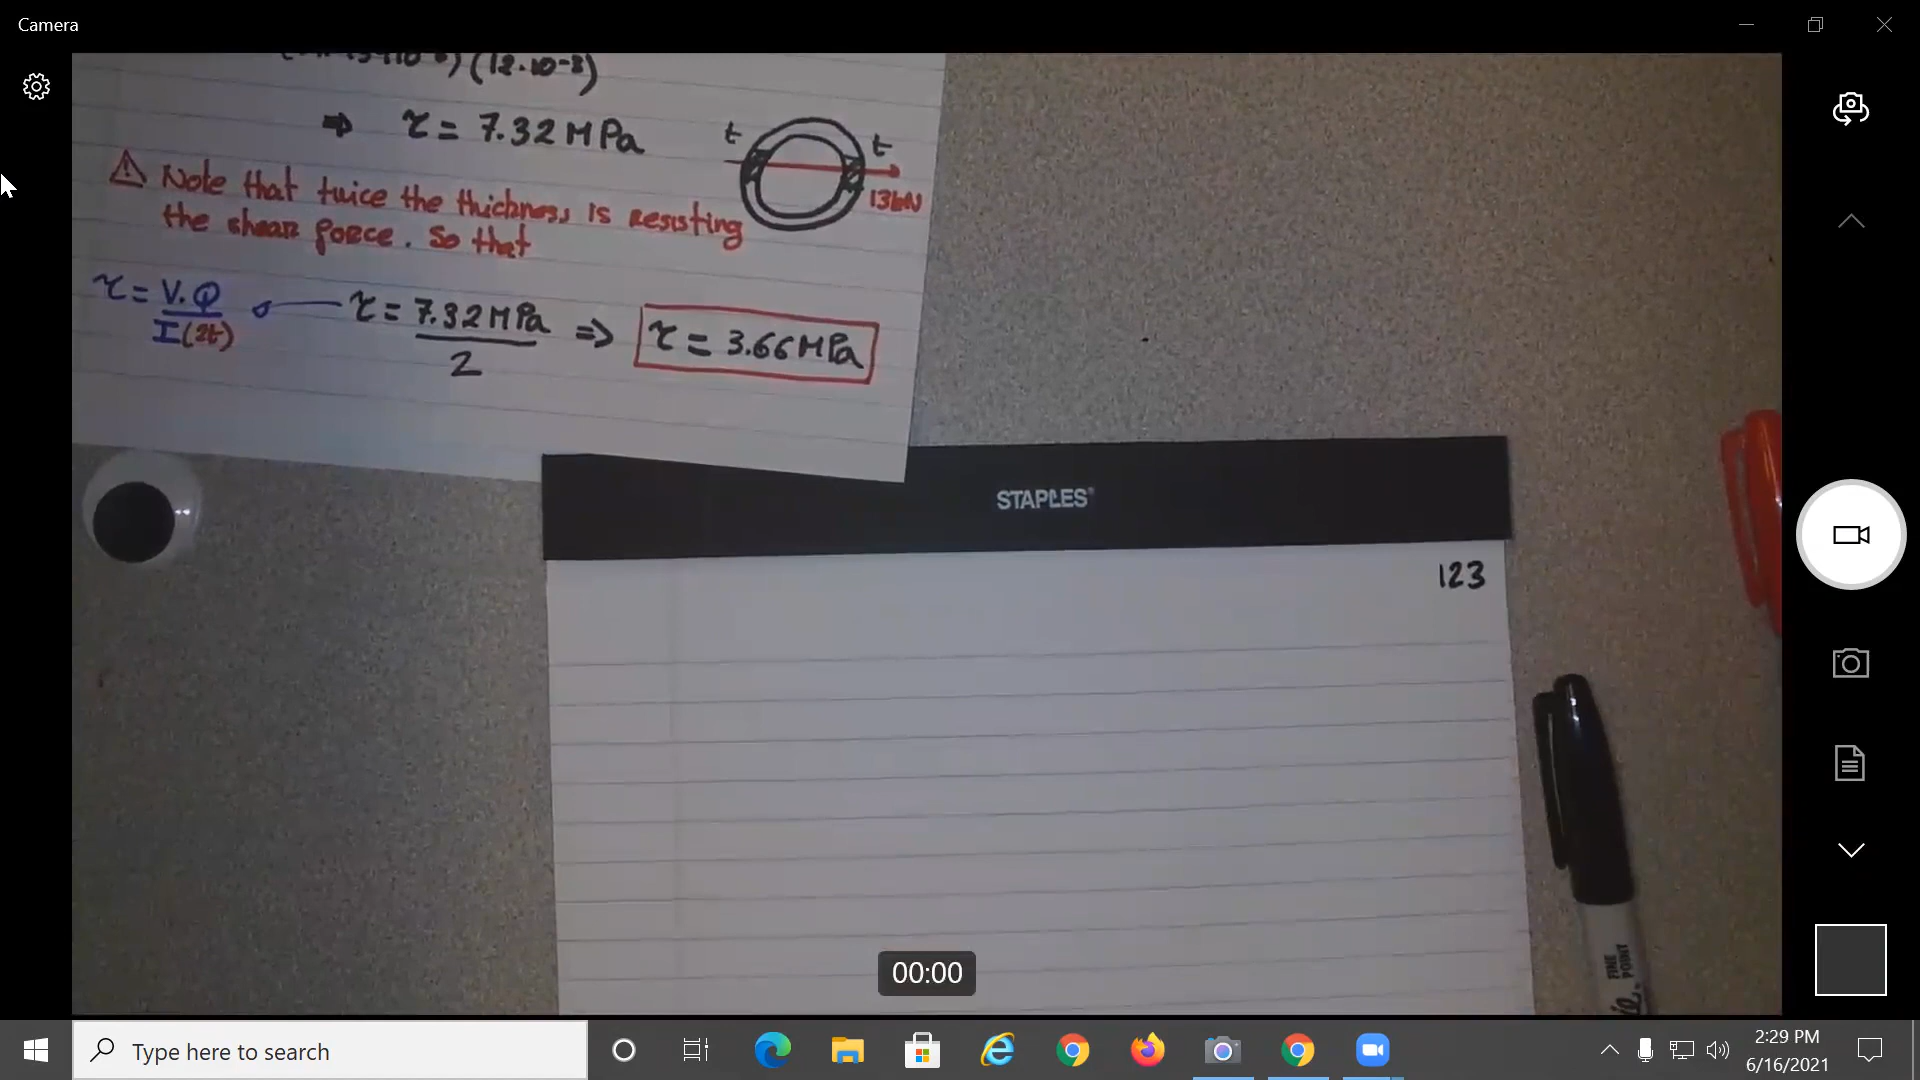 Camera
(12.10⁻³)
⇒ τ = 7.32 MPa
t
t
13kN
⚠ Note that twice the thickness is resisting
the shear force. So that
τ = V.Q
I(2t)
τ = 7.32 MPa
2
⇒ τ = 3.66 MPa
STAPLES®
123
FINE
POINT
00:00
Type here to search
2:29 PM
6/16/2021